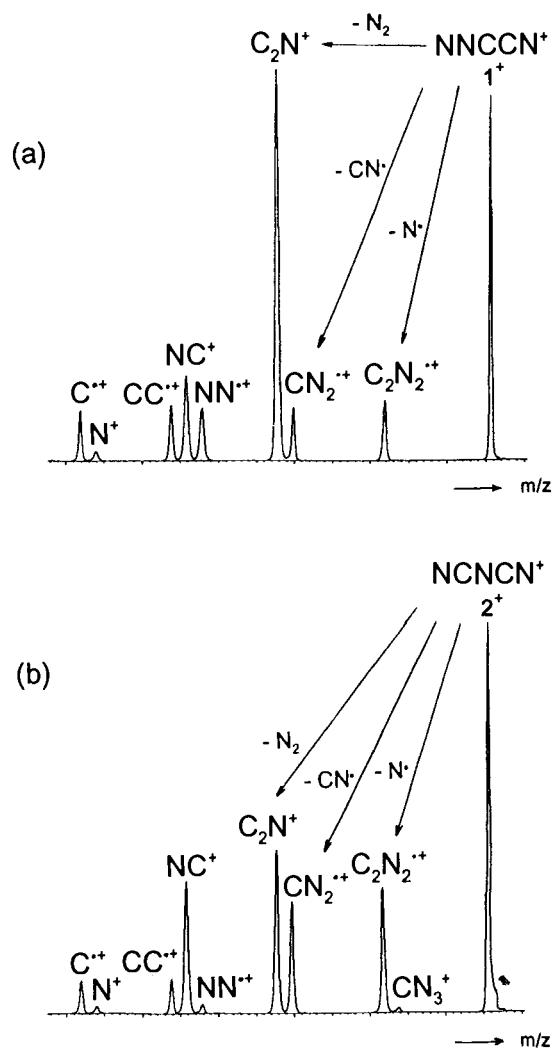 (a)
C₂N⁺ - N₂ NNCCN⁺
1⁺
- CN•
- N•
C•⁺ N⁺ CC•⁺ NC⁺ NN•⁺ CN₂•⁺ C₂N₂•⁺
m/z
(b)
NCNCN⁺
2⁺
- N₂ - CN• - N•
C•⁺ N⁺ CC•⁺ NC⁺ NN•⁺ C₂N⁺ CN₂•⁺ C₂N₂•⁺ CN₃⁺
m/z